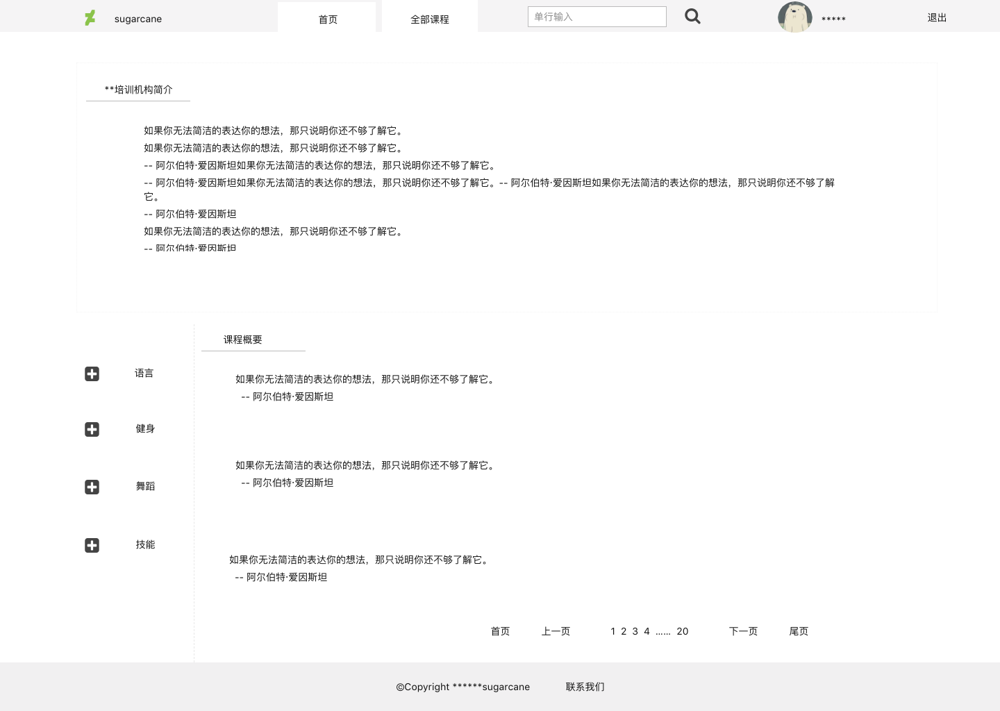 sugarcane
首页
全部课程
单行输入
*****
退出
**培训机构简介
如果你无法简洁的表达你的想法，那只说明你还不够了解它。
如果你无法简洁的表达你的想法，那只说明你还不够了解它。
-- 阿尔伯特·爱因斯坦如果你无法简洁的表达你的想法，那只说明你还不够了解它。
-- 阿尔伯特·爱因斯坦如果你无法简洁的表达你的想法，那只说明你还不够了解它。-- 阿尔伯特·爱因斯坦如果你无法简洁的表达你的想法，那只说明你还不够了解
它。
-- 阿尔伯特·爱因斯坦
如果你无法简洁的表达你的想法，那只说明你还不够了解它。
-- 阿尔伯特·爱因斯坦
语言
健身
舞蹈
技能
课程概要
如果你无法简洁的表达你的想法，那只说明你还不够了解它。
-- 阿尔伯特·爱因斯坦
如果你无法简洁的表达你的想法，那只说明你还不够了解它。
-- 阿尔伯特·爱因斯坦
如果你无法简洁的表达你的想法，那只说明你还不够了解它。
-- 阿尔伯特·爱因斯坦
首页 上一页 1 2 3 4 ...... 20 下一页 尾页
©Copyright ******sugarcane 联系我们